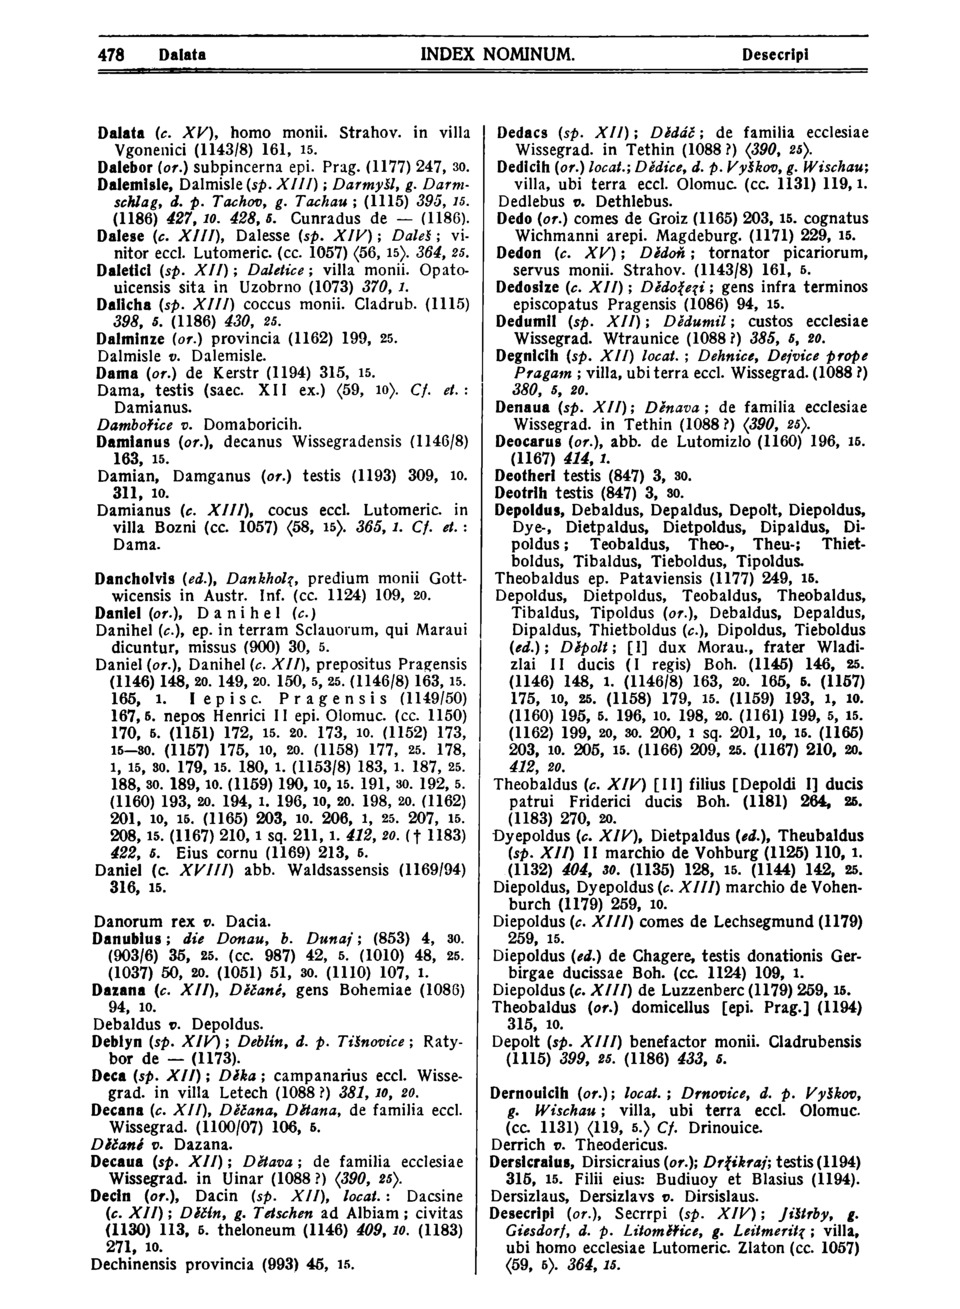 478 Dalata INDEX NOMINUM. Desecripi
Dalata (c. XV), homo monii. Strahov. in villa
Vgonenici (1143/8) 161, 15.
Dalebor (or.) subpincerna epi. Prag. (1177) 247, 30.
Dalemisle, Dalmisle (sp. XIII); Darmyšl, g. Darm-
schlag, d. p. Tachov, g. Tachau; (1115) 395, 15.
(1186) 427, 10. 428, 5. Cunradus de — (1186).
Dalese (c. XIII), Dalesse (sp. XIV); Daleš; vi-
nitor eccl. Lutomeric. (cc. 1057) ⟨56, 15⟩. 364, 25.
Daletici (sp. XII); Daletice; villa monii. Opato-
uicensis sita in Uzobrno (1073) 370, 1.
Dalicha (sp. XIII) coccus monii. Cladrub. (1115)
398, 5. (1186) 430, 25.
Dalminze (or.) provincia (1162) 199, 25.
Dalmisle v. Dalemisle.
Dama (or.) de Kerstr (1194) 315, 15.
Dama, testis (saec. XII ex.) ⟨59, 10⟩. Cf. et.:
Damianus.
Dambořice v. Domaboricih.
Damianus (or.), decanus Wissegradensis (1146/8)
163, 15.
Damian, Damganus (or.) testis (1193) 309, 10.
311, 10.
Damianus (c. XIII), cocus eccl. Lutomeric. in
villa Bozni (cc. 1057) ⟨58, 15⟩. 365, 1. Cf. et.:
Dama.
Dancholvis (ed.), Dankholz, predium monii Gott-
wicensis in Austr. Inf. (cc. 1124) 109, 20.
Daniel (or.), Danihel (c.)
Danihel (c.), ep. in terram Sclauorum, qui Maraui
dicuntur, missus (900) 30, 5.
Daniel (or.), Danihel (c. XII), prepositus Pragensis
(1146) 148, 20. 149, 20. 150, 5, 25. (1146/8) 163, 15.
165, 1. I episc. Pragensis (1149/50)
167, 5. nepos Henrici II epi. Olomuc. (cc. 1150)
170, 5. (1151) 172, 15. 20. 173, 10. (1152) 173,
15—30. (1157) 175, 10, 20. (1158) 177, 25. 178,
1, 15, 30. 179, 15. 180, 1. (1153/8) 183, 1. 187, 25.
188, 30. 189, 10. (1159) 190, 10, 15. 191, 30. 192, 5.
(1160) 193, 20. 194, 1. 196, 10, 20. 198, 20. (1162)
201, 10, 15. (1165) 203, 10. 206, 1, 25. 207, 15.
208, 15. (1167) 210, 1 sq. 211, 1. 412, 20. († 1183)
422, 5. Eius cornu (1169) 213, 5.
Daniel (c. XVIII) abb. Waldsassensis (1169/94)
316, 15.
Danorum rex v. Dacia.
Danubius; die Donau, b. Dunaj; (853) 4, 30.
(903/6) 35, 25. (cc. 987) 42, 5. (1010) 48, 25.
(1037) 50, 20. (1051) 51, 30. (1110) 107, 1.
Dazana (c. XII), Děčané, gens Bohemiae (1086)
94, 10.
Debaldus v. Depoldus.
Deblyn (sp. XIV); Deblín, d. p. Tišnovice; Raty-
bor de — (1173).
Deca (sp. XII); Děka; campanarius eccl. Wisse-
grad. in villa Letech (1088?) 381, 10, 20.
Decana (c. XII), Děčana, Dětana, de familia eccl.
Wissegrad. (1100/07) 106, 5.
Děčané v. Dazana.
Decaua (sp. XII); Dětava; de familia ecclesiae
Wissegrad. in Uinar (1088?) ⟨390, 25⟩.
Decin (or.), Dacin (sp. XII), locat.: Dacsine
(c. XII); Děčín, g. Tetschen ad Albiam; civitas
(1130) 113, 5. theloneum (1146) 409, 10. (1183)
271, 10.
Dechinensis provincia (993) 45, 15.
Dedacs (sp. XII); Dědáč; de familia ecclesiae
Wissegrad. in Tethin (1088?) ⟨390, 25⟩.
Dedicih (or.) locat.; Dědice, d. p. Vyškov, g. Wischau;
villa, ubi terra eccl. Olomuc. (cc. 1131) 119, 1.
Dedlebus v. Dethlebus.
Dedo (or.) comes de Groiz (1165) 203, 15. cognatus
Wichmanni arepi. Magdeburg. (1171) 229, 15.
Dedon (c. XV); Dědoň; tornator picariorum,
servus monii. Strahov. (1143/8) 161, 5.
Dedosize (c. XII); Dědozezi; gens infra terminos
episcopatus Pragensis (1086) 94, 15.
Dedumil (sp. XII); Dědumil; custos ecclesiae
Wissegrad. Wtraunice (1088?) 385, 5, 20.
Degnicih (sp. XII) locat.; Dehnice, Dejvice prope
Pragam; villa, ubi terra eccl. Wissegrad. (1088?)
380, 5, 20.
Denaua (sp. XII); Děnava; de familia ecclesiae
Wissegrad. in Tethin (1088?) ⟨390, 25⟩.
Deocarus (or.), abb. de Lutomizlo (1160) 196, 15.
(1167) 414, 1.
Deotheri testis (847) 3, 30.
Deotrih testis (847) 3, 30.
Depoldus, Debaldus, Depaldus, Depolt, Diepoldus,
Dye-, Dietpaldus, Dietpoldus, Dipaldus, Di-
poldus; Teobaldus, Theo-, Theu-; Thiet-
boldus, Tibaldus, Tieboldus, Tipoldus.
Theobaldus ep. Pataviensis (1177) 249, 15.
Depoldus, Dietpoldus, Teobaldus, Theobaldus,
Tibaldus, Tipoldus (or.), Debaldus, Depaldus,
Dipaldus, Thietboldus (c.), Dipoldus, Tieboldus
(ed.); Děpolt; [I] dux Morau., frater Wladi-
zlai II ducis (I regis) Boh. (1145) 146, 25.
(1146) 148, 1. (1146/8) 163, 20. 165, 5. (1157)
175, 10, 25. (1158) 179, 15. (1159) 193, 1, 10.
(1160) 195, 5. 196, 10. 198, 20. (1161) 199, 5, 15.
(1162) 199, 20, 30. 200, 1 sq. 201, 10, 15. (1165)
203, 10. 205, 15. (1166) 209, 25. (1167) 210, 20.
412, 20.
Theobaldus (c. XIV) [II] filius [Depoldi I] ducis
patrui Friderici ducis Boh. (1181) 264, 25.
(1183) 270, 20.
Dyepoldus (c. XIV), Dietpaldus (ed.), Theubaldus
(sp. XII) II marchio de Vohburg (1125) 110, 1.
(1132) 404, 30. (1135) 128, 15. (1144) 142, 25.
Diepoldus, Dyepoldus (c. XIII) marchio de Vohen-
burch (1179) 259, 10.
Diepoldus (c. XIII) comes de Lechsegmund (1179)
259, 15.
Diepoldus (ed.) de Chagere, testis donationis Ger-
birgae ducissae Boh. (cc. 1124) 109, 1.
Diepoldus (c. XIII) de Luzzenberc (1179) 259, 15.
Theobaldus (or.) domicellus [epi. Prag.] (1194)
315, 10.
Depolt (sp. XIII) benefactor monii. Cladrubensis
(1115) 399, 25. (1186) 433, 5.
Dernouicih (or.); locat.; Drnovice, d. p. Vyškov,
g. Wischau; villa, ubi terra eccl. Olomuc.
(cc. 1131) ⟨119, 5.⟩ Cf. Drinouice.
Derrich v. Theodericus.
Dersicraius, Dirsicraius (or.); Držikraj; testis (1194)
315, 15. Filii eius: Budiuoy et Blasius (1194).
Dersizlaus, Dersizlavs v. Dirsislaus.
Desecripi (or.), Secrrpi (sp. XIV); Jištrby, g.
Giesdorf, d. p. Litoměřice, g. Leitmeritz; villa,
ubi homo ecclesiae Lutomeric. Zlaton (cc. 1057)
⟨59, 5⟩. 364, 15.